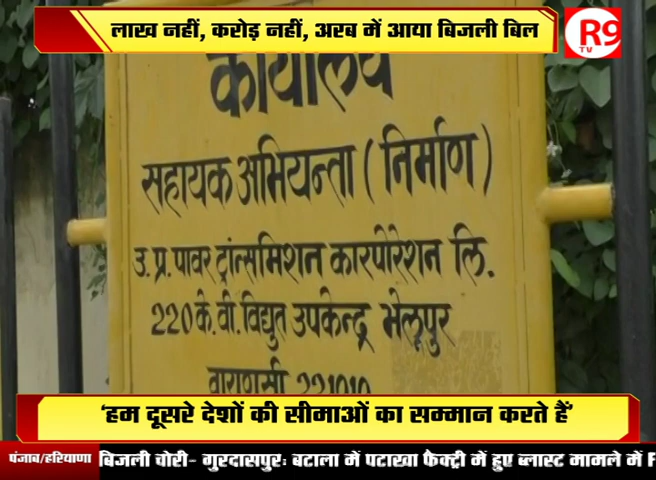 लाख नहीं, करोड़ नहीं, अरब में आया बिजली बिल
R9
TV
कार्यालय
सहायक अभियन्ता (निर्माण)
उ. प्र. पावर ट्रांसमिशन कारपोरेशन लि.
220 के. वी. विद्युत उपकेन्द्र भेलूपुर
वाराणसी 221010
‘हम दूसरे देशों की सीमाओं का सम्मान करते हैं’
पंजाब/हरियाणा बिजली चोरी- गुरदासपुर: बटाला में पटाखा फैक्ट्री में हुए ब्लास्ट मामले में F